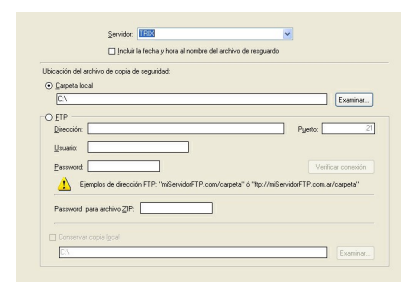 Servidor: TRIX
Incluir la fecha y hora al nombre del archivo de resguardo
Ubicación del archivo de copia de seguridad:
Carpeta local
C:\ Examinar...
FTP
Dirección: Puerto: 21
Usuario:
Password: Verificar conexión
Ejemplos de dirección FTP: "miServidorFTP.com/carpeta" ó "ftp://miServidorFTP.com.ar/carpeta"
Password para archivo ZIP:
Conservar copia local
C:\ Examinar...